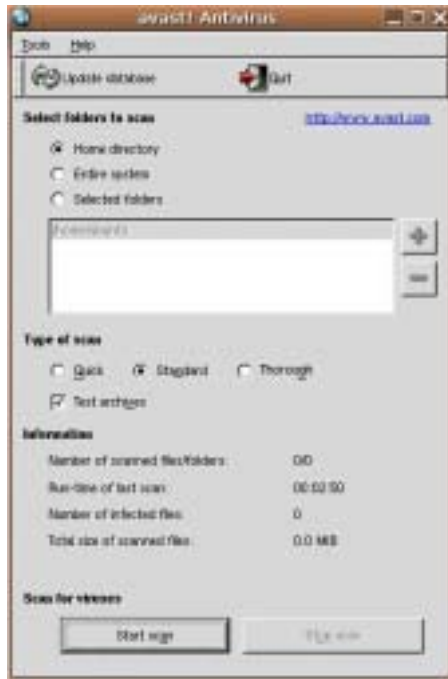 avast! Antivirus
Tools Help
Update database Quit
Select folders to scan http://www.avast.com
Home directory
Entire system
Selected folders
Type of scan
Quick Standard Thorough
Test archives
Information
Number of scanned files/folders: 0/0
Run-time of last scan: 00:02:50
Number of infected files: 0
Total size of scanned files: 0.0 MiB
Scan for viruses
Start scan Stop scan